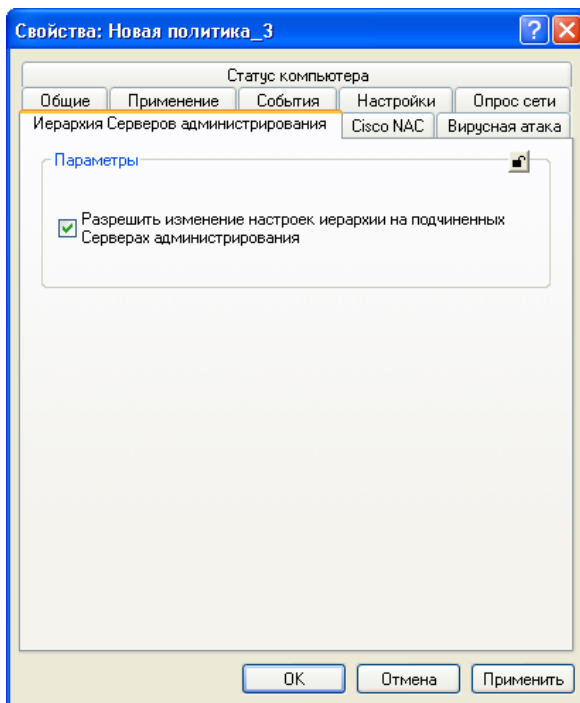 Свойства: Новая политика_3
Статус компьютера
Общие Применение События Настройки Опрос сети
Иерархия Серверов администрирования Cisco NAC Вирусная атака
Параметры
Разрешить изменение настроек иерархии на подчиненных
Серверах администрирования
OK Отмена Применить